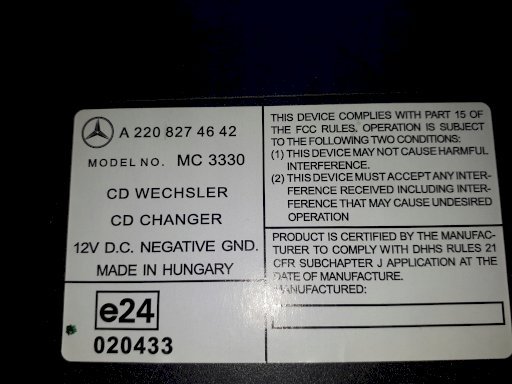 A 220 827 46 42
MODEL NO. MC 3330
CD WECHSLER
CD CHANGER
12V D.C. NEGATIVE GND.
MADE IN HUNGARY
e24
020433
THIS DEVICE COMPLIES WITH PART 15 OF
THE FCC RULES. OPERATION IS SUBJECT
TO THE FOLLOWING TWO CONDITIONS:
(1) THIS DEVICE MAY NOT CAUSE HARMFUL
INTERFERENCE.
(2) THIS DEVICE MUST ACCEPT ANY INTER-
FERENCE RECEIVED INCLUDING INTER-
FERENCE THAT MAY CAUSE UNDESIRED
OPERATION
PRODUCT IS CERTIFIED BY THE MANUFAC-
TURER TO COMPLY WITH DHHS RULES 21
CFR SUBCHAPTER J APPLICATION AT THE
DATE OF MANUFACTURE.
MANUFACTURED: